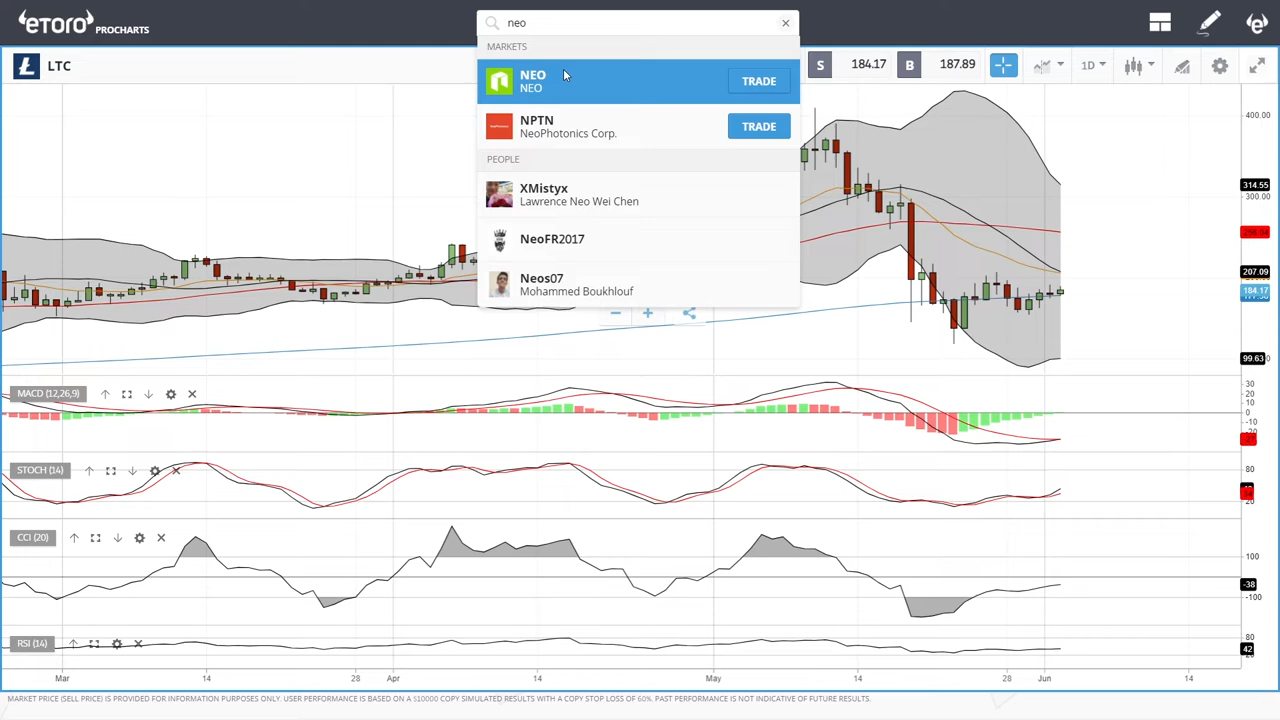 etoro PROCHARTS
neo
MARKETS
NEO
NEO
TRADE
NPTN
NeoPhotonics Corp.
TRADE
PEOPLE
XMistyx
Lawrence Neo Wei Chen
NeoFR2017
Neos07
Mohammed Boukhlouf
LTC
S 184.17 B 187.89 1D
400.00
314.55
300.00
256.04
207.09
184.17
99.63
MACD (12,26,9)
30
20
10
0
STOCH (14)
80
20
CCI (20)
100
-38
-100
RSI (14)
80
42
Mar 14 28 Apr 14 May 14 28 Jun 14
MARKET PRICE (SELL PRICE) IS PROVIDED FOR INFORMATION PURPOSES ONLY. USER PERFORMANCE IS BASED ON A $10000 COPY SIMULATED RESULTS WITH A COPY STOP LOSS OF 60%. PAST PERFORMANCE IS NOT INDICATIVE OF FUTURE RESULTS.